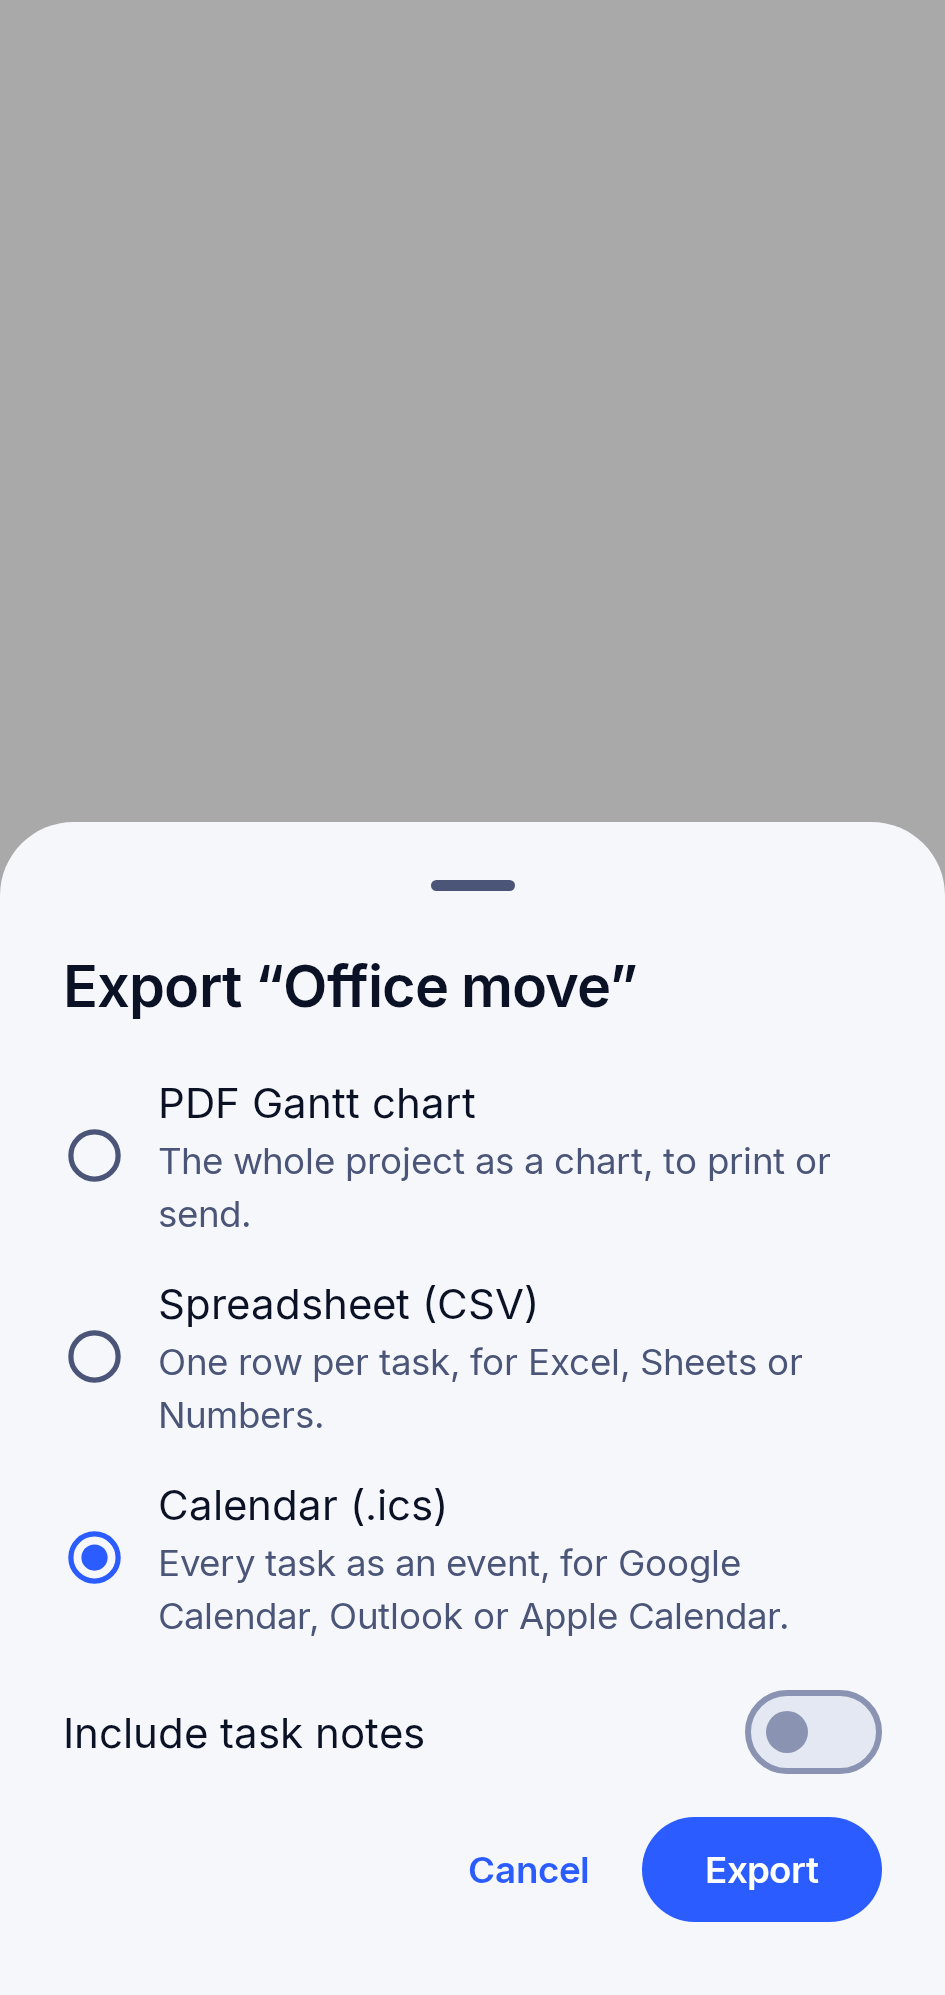 Export “Office move”
PDF Gantt chart
The whole project as a chart, to print or
send.
Spreadsheet (CSV)
One row per task, for Excel, Sheets or
Numbers.
Calendar (.ics)
Every task as an event, for Google
Calendar, Outlook or Apple Calendar.
Include task notes
Cancel
Export